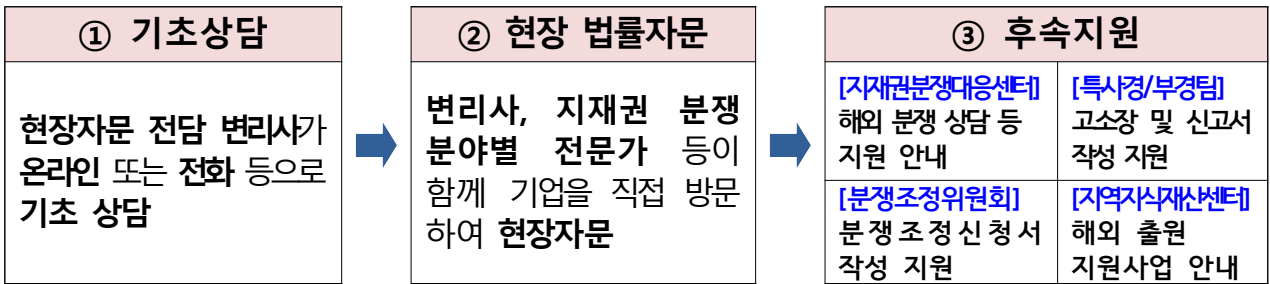 ① 기초상담
현장자문 전담 변리사가
온라인 또는 전화 등으로
기초 상담
② 현장 법률자문
변리사, 지재권 분쟁
분야별 전문가 등이
함께 기업을 직접 방문
하여 현장자문
③ 후속지원
[지재권분쟁대응센터]
해외 분쟁 상담 등
지원 안내
[특사경/부경팀]
고소장 및 신고서
작성 지원
[분쟁조정위원회]
분쟁조정신청서
작성 지원
[지역지식재산센터]
해외 출원
지원사업 안내